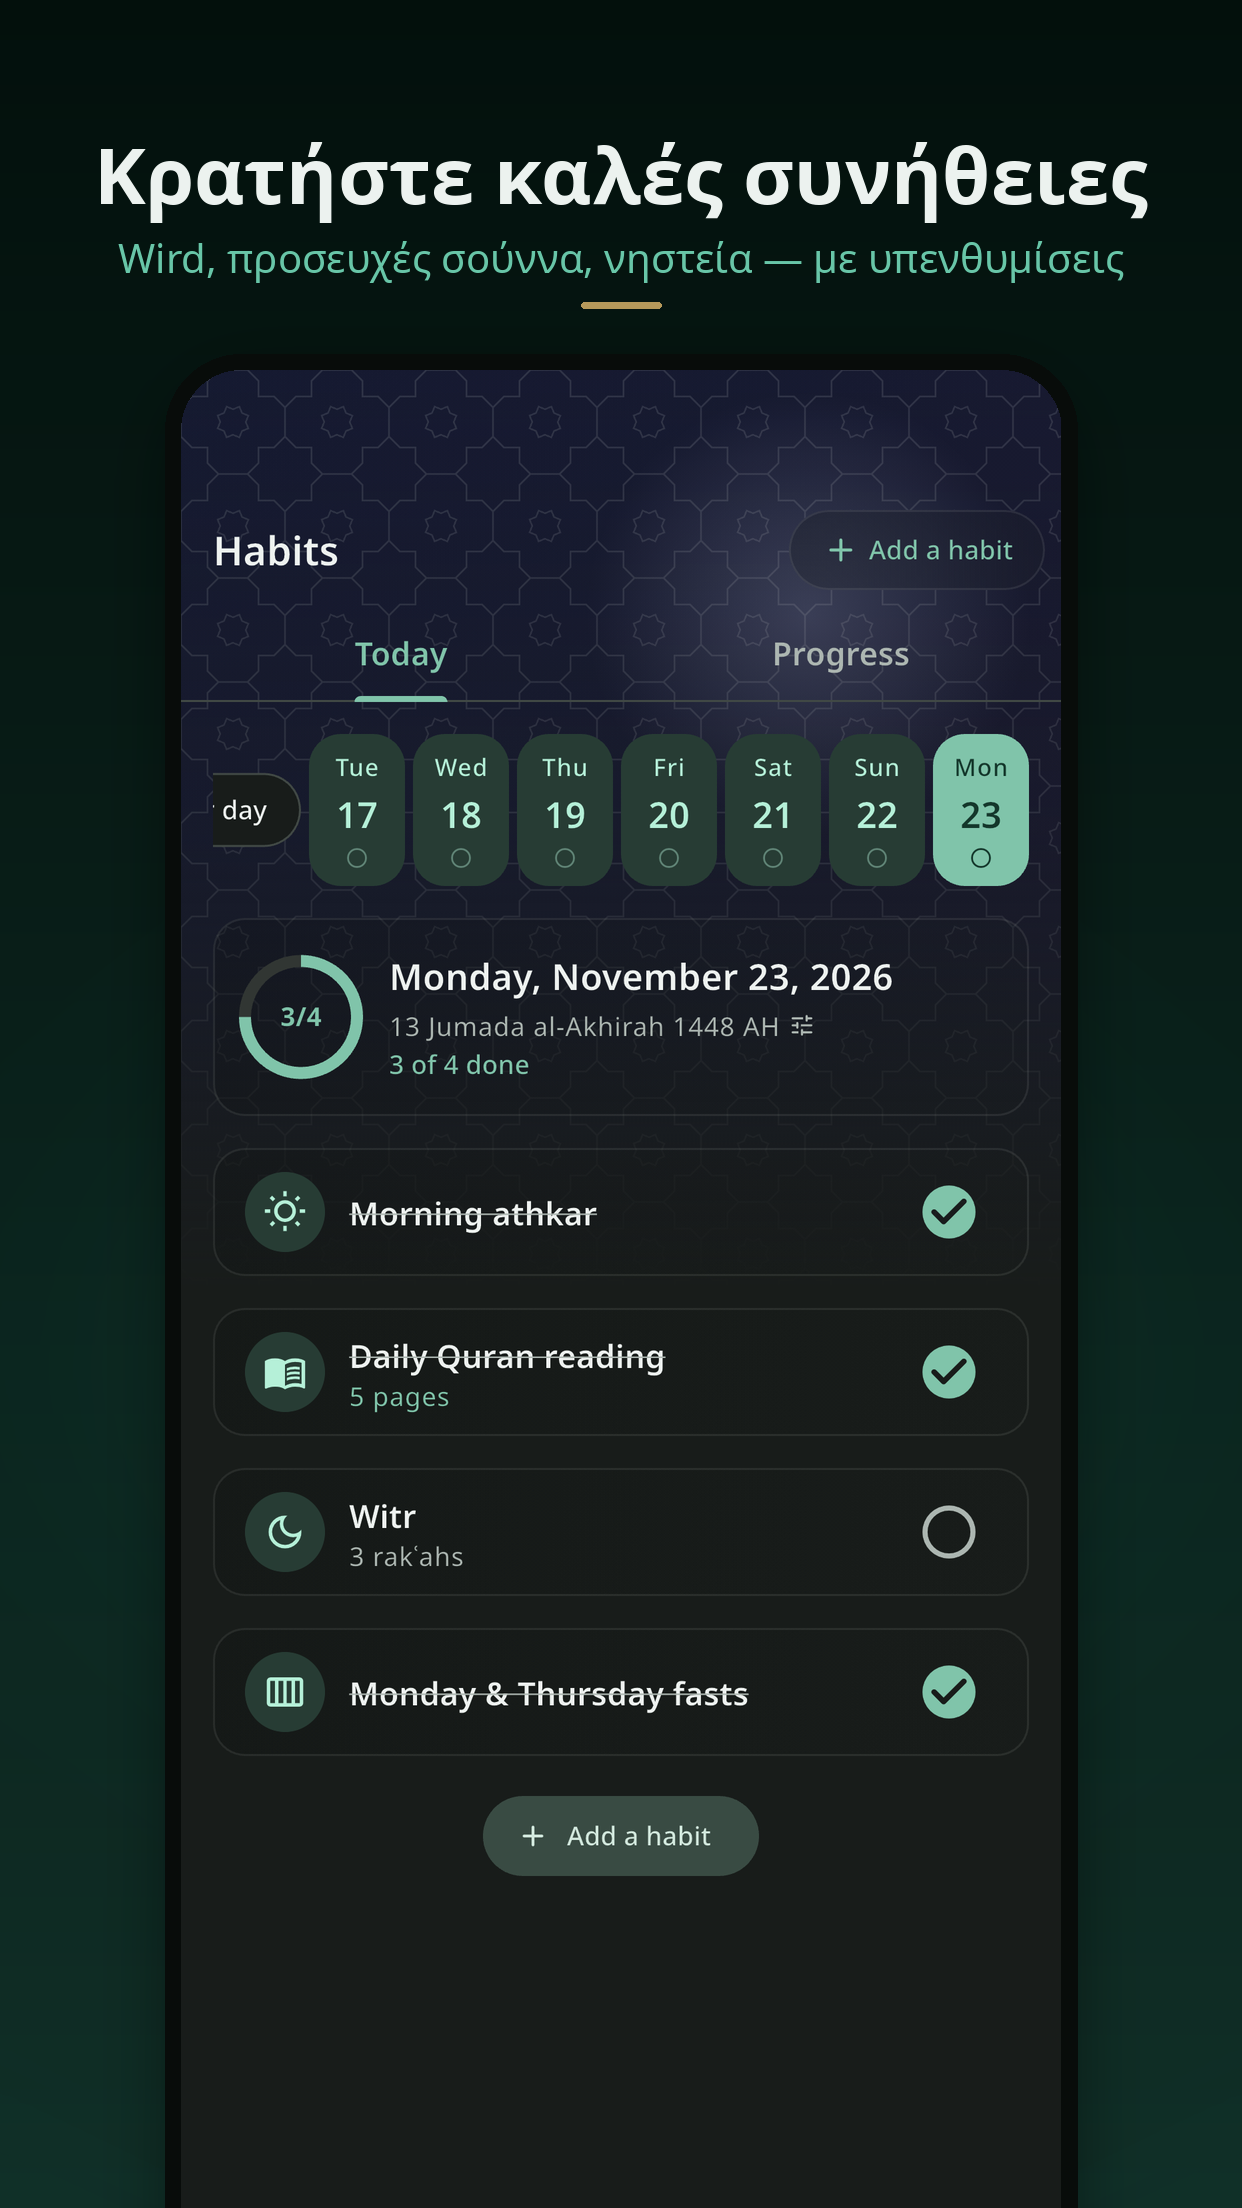 Κρατήστε καλές συνήθειες
Wird, προσευχές σούννα, νηστεία — με υπενθυμίσεις
Habits
Add a habit
Today
Progress
day
Tue
17
Wed
18
Thu
19
Fri
20
Sat
21
Sun
22
Mon
23
3/4
Monday, November 23, 2026
13 Jumada al-Akhirah 1448 AH
3 of 4 done
Morning athkar
Daily Quran reading
5 pages
Witr
3 rakʿahs
Monday & Thursday fasts
Add a habit